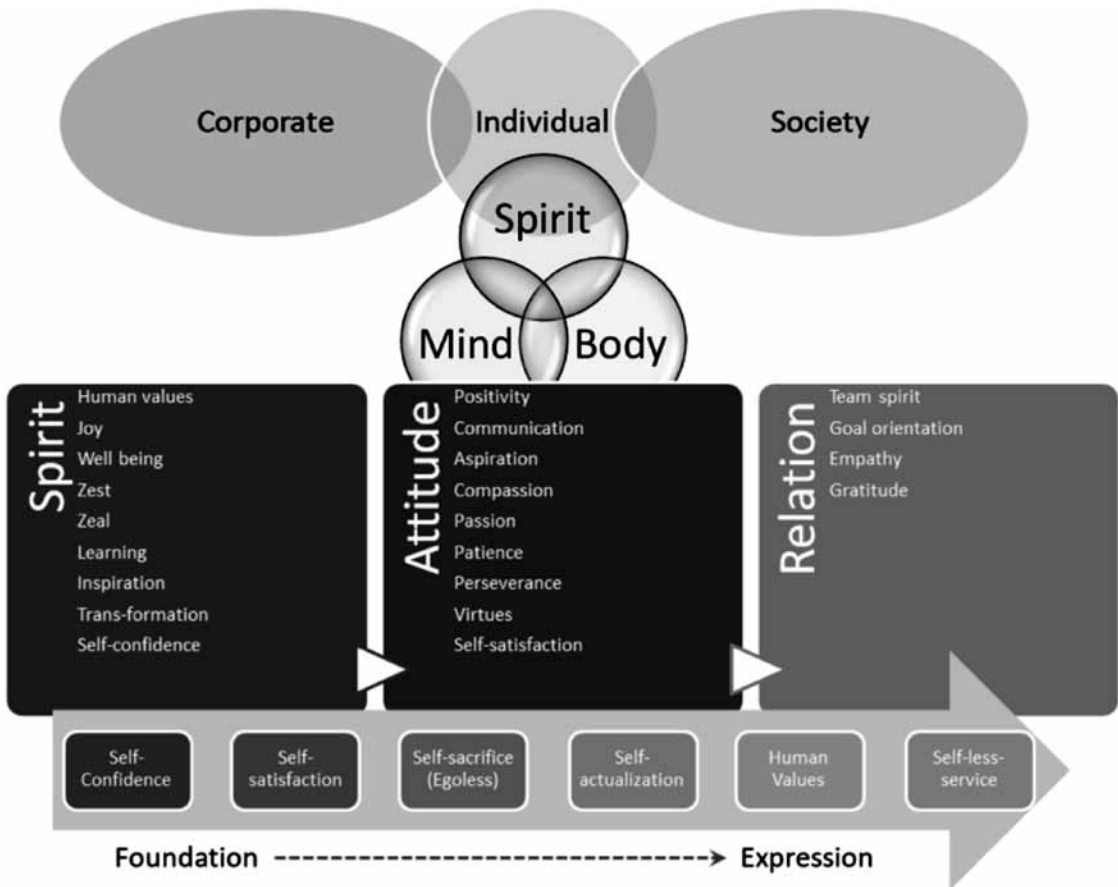 Corporate
Individual
Society
Spirit
Mind
Body
Spirit
Human values
Joy
Well being
Zest
Zeal
Learning
Inspiration
Trans-formation
Self-confidence
Attitude
Positivity
Communication
Aspiration
Compassion
Passion
Patience
Perseverance
Virtues
Self-satisfaction
Relation
Team spirit
Goal orientation
Empathy
Gratitude
Self-
Confidence
Self-
satisfaction
Self-sacrifice
(Egoless)
Self-
actualization
Human
Values
Self-less-
service
Foundation
Expression